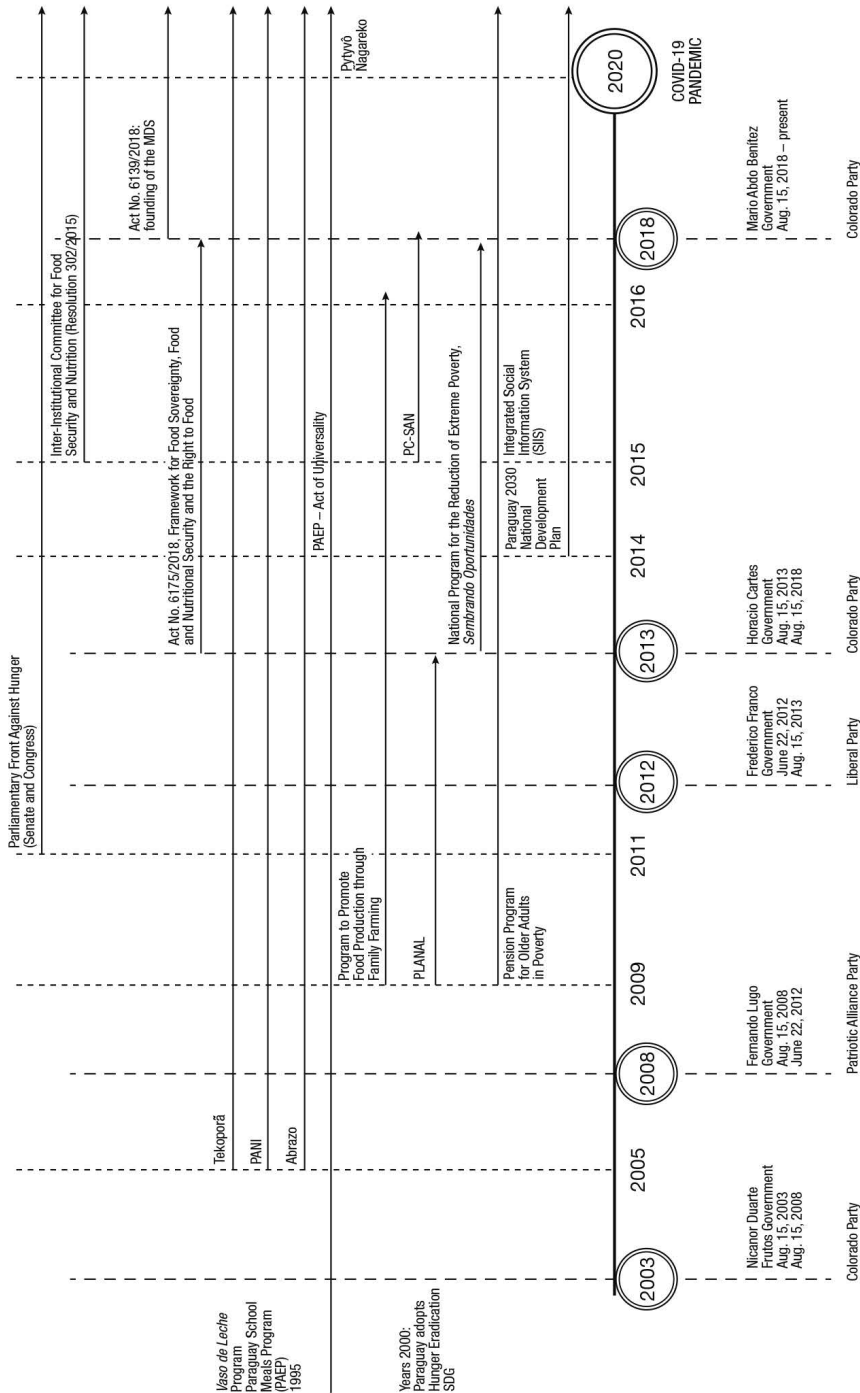 Parliamentary Front Against Hunger
(Senate and Congress)
Inter-Institutional Committee for Food
Security and Nutrition (Resolution 302/2015)
Act No. 6139/2018:
founding of the MDS
Act No. 6175/2018, Framework for Food Sovereignty, Food
and Nutritional Security and the Right to Food
Vaso de Leche
Program
Paraguay School
Meals Program
(PAEP)
1995
Tekoporã
PANI
Abrazo
PAEP – Act of Universality
Pytyvõ
Nagareko
Years 2000:
Paraguay adopts
Hunger Eradication
SDG
Program to Promote
Food Production through
Family Farming
PLANAL
PC-SAN
National Program for the Reduction of Extreme Poverty,
Sembrando Oportunidades
Pension Program
for Older Adults
in Poverty
Paraguay 2030
National
Development
Plan
Integrated Social
Information System
(SIIS)
2003
2005
2008
2009
2011
2012
2013
2014
2015
2016
2018
2020
COVID-19
PANDEMIC
Nicanor Duarte
Frutos Government
Aug. 15, 2003
Aug. 15, 2008
Colorado Party
Fernando Lugo
Government
Aug. 15, 2008
June 22, 2012
Patriotic Alliance Party
Frederico Franco
Government
June 22, 2012
Aug. 15, 2013
Liberal Party
Horacio Cartes
Government
Aug. 15, 2013
Aug. 15, 2018
Colorado Party
Mario Abdo Benítez
Government
Aug. 15, 2018 – present
Colorado Party